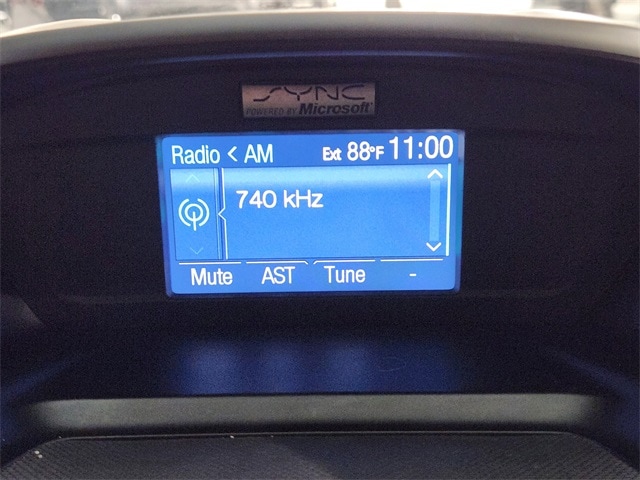 SYNC
POWERED BY Microsoft
Radio < AM Ext 88°F 11:00
740 kHz
Mute AST Tune -